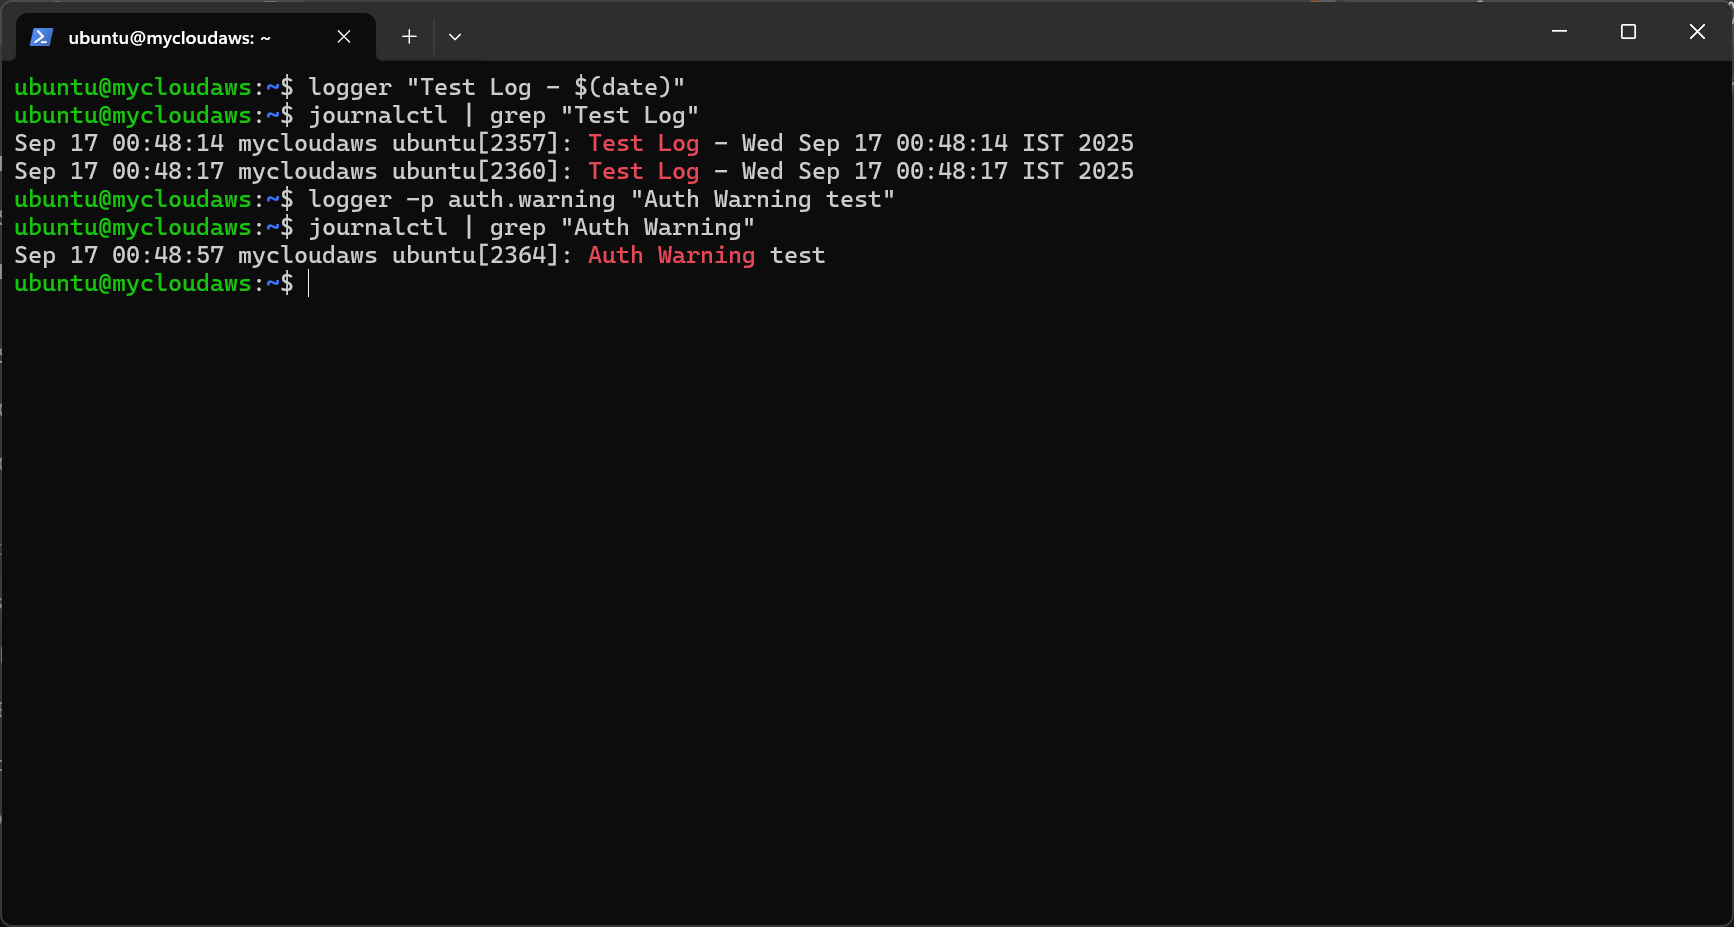 ubuntu@mycloudaws: ~
ubuntu@mycloudaws:~$ logger "Test Log - $(date)"
ubuntu@mycloudaws:~$ journalctl | grep "Test Log"
Sep 17 00:48:14 mycloudaws ubuntu[2357]: Test Log - Wed Sep 17 00:48:14 IST 2025
Sep 17 00:48:17 mycloudaws ubuntu[2360]: Test Log - Wed Sep 17 00:48:17 IST 2025
ubuntu@mycloudaws:~$ logger -p auth.warning "Auth Warning test"
ubuntu@mycloudaws:~$ journalctl | grep "Auth Warning"
Sep 17 00:48:57 mycloudaws ubuntu[2364]: Auth Warning test
ubuntu@mycloudaws:~$